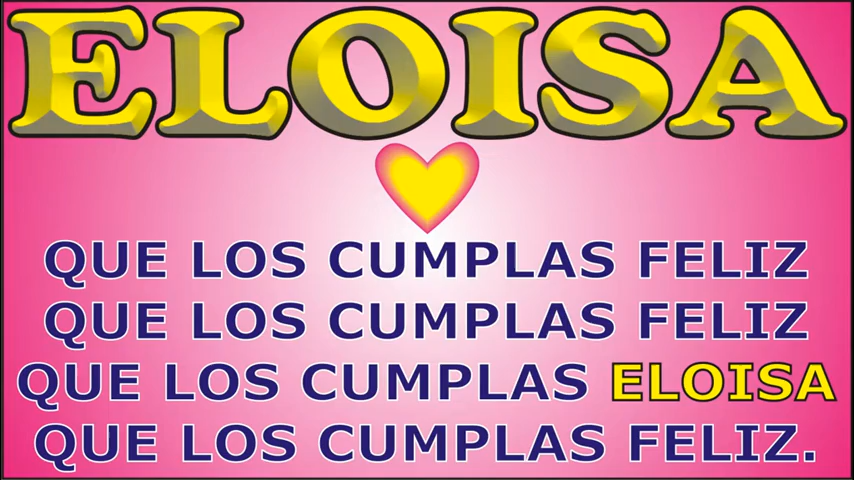 ELOISA
QUE LOS CUMPLAS FELIZ
QUE LOS CUMPLAS FELIZ
QUE LOS CUMPLAS ELOISA
QUE LOS CUMPLAS FELIZ.